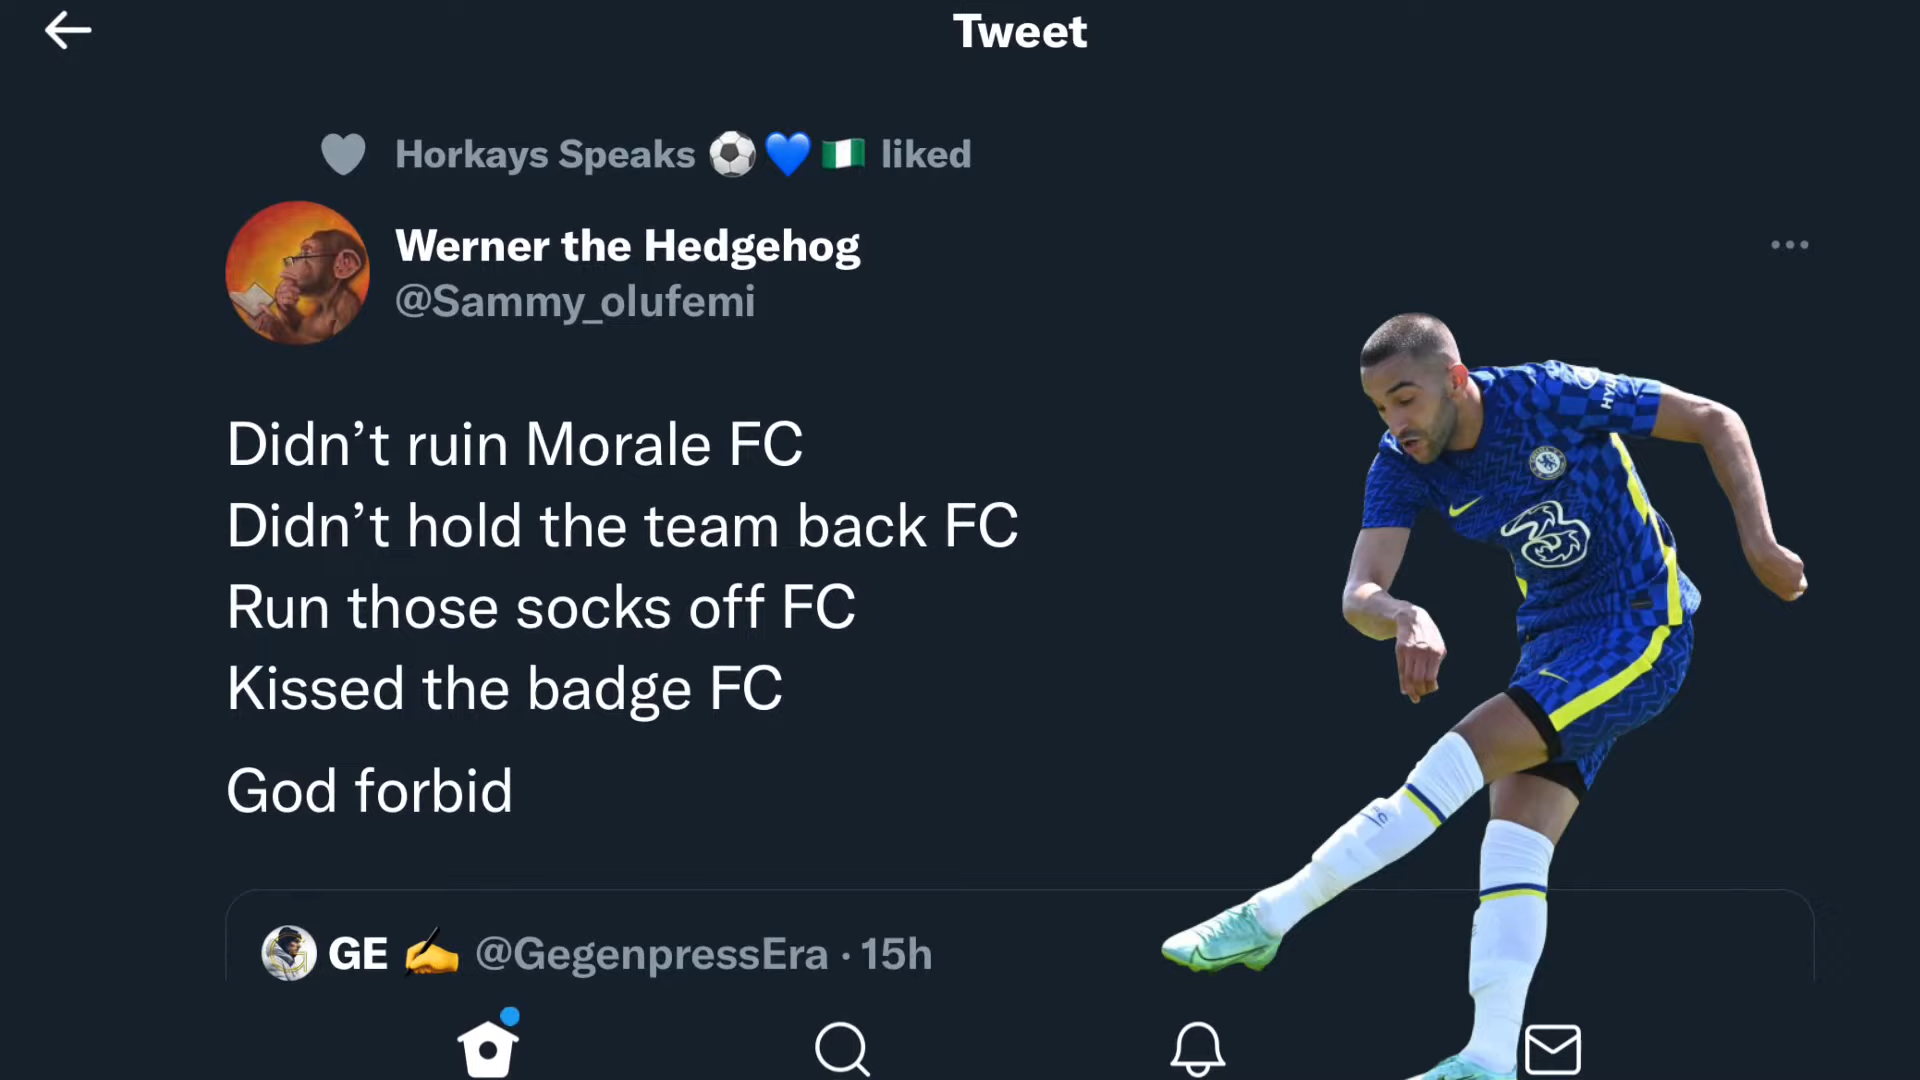 Tweet
Horkays Speaks ⚽💙🇳🇬 liked
Werner the Hedgehog
@Sammy_olufemi
Didn’t ruin Morale FC
Didn’t hold the team back FC
Run those socks off FC
Kissed the badge FC
God forbid
GE ✍️ @GegenpressEra · 15h